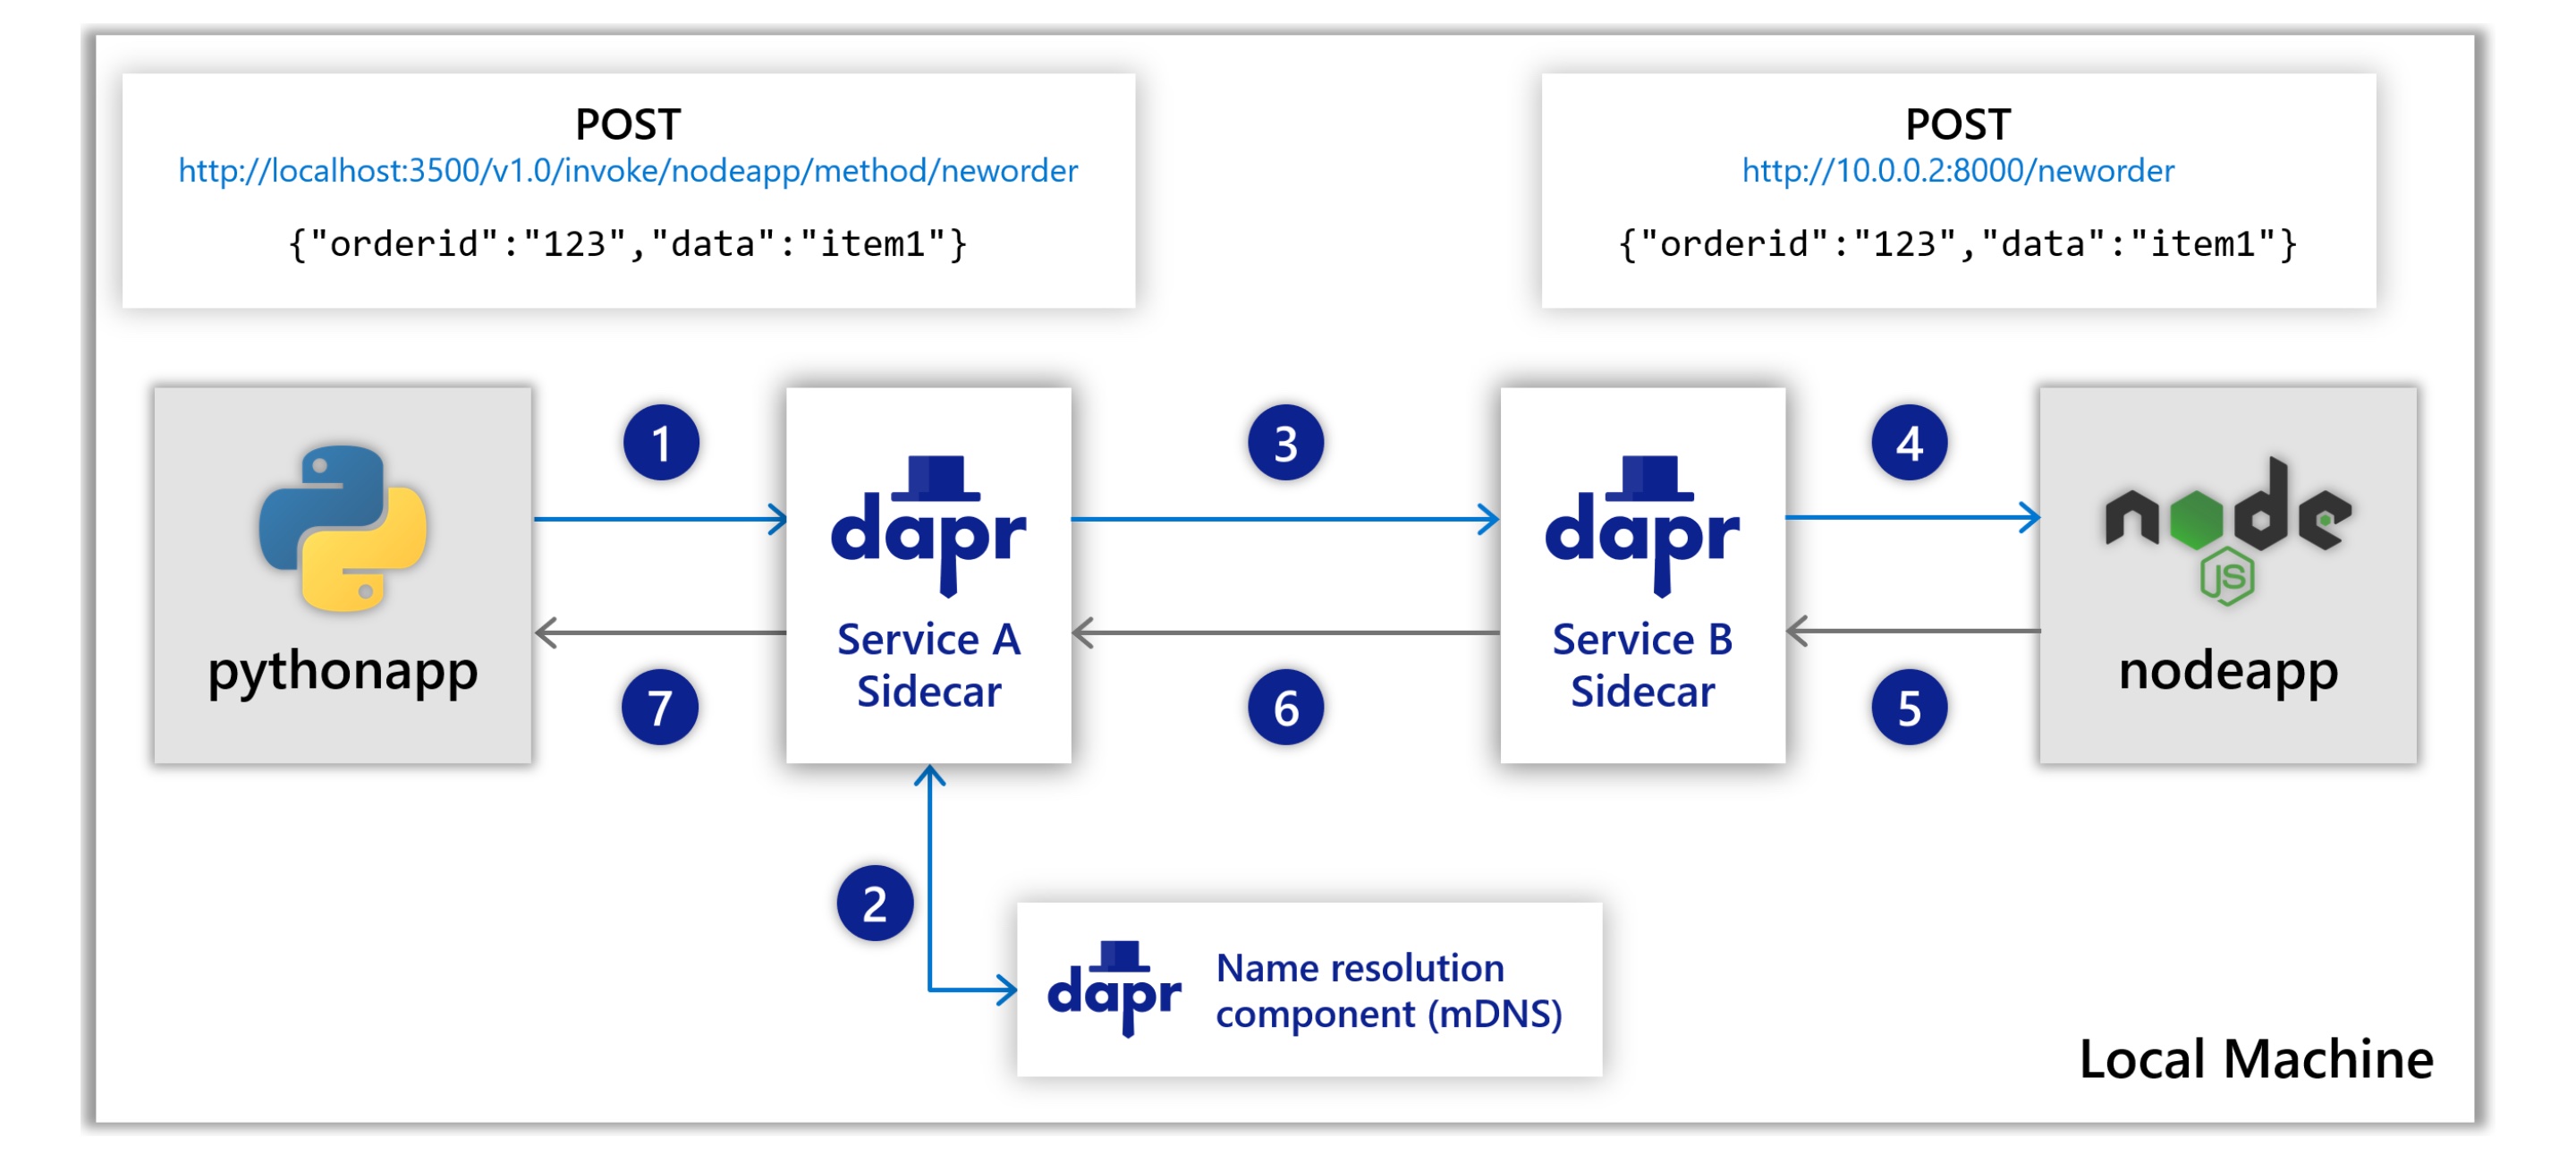 POST
http://localhost:3500/v1.0/invoke/nodeapp/method/neworder
{"orderid":"123","data":"item1"}
POST
http://10.0.0.2:8000/neworder
{"orderid":"123","data":"item1"}
1
3
4
dapr
dapr
node
JS
Service A
Sidecar
Service B
Sidecar
pythonapp
nodeapp
7
6
5
2
dapr
Name resolution
component (mDNS)
Local Machine